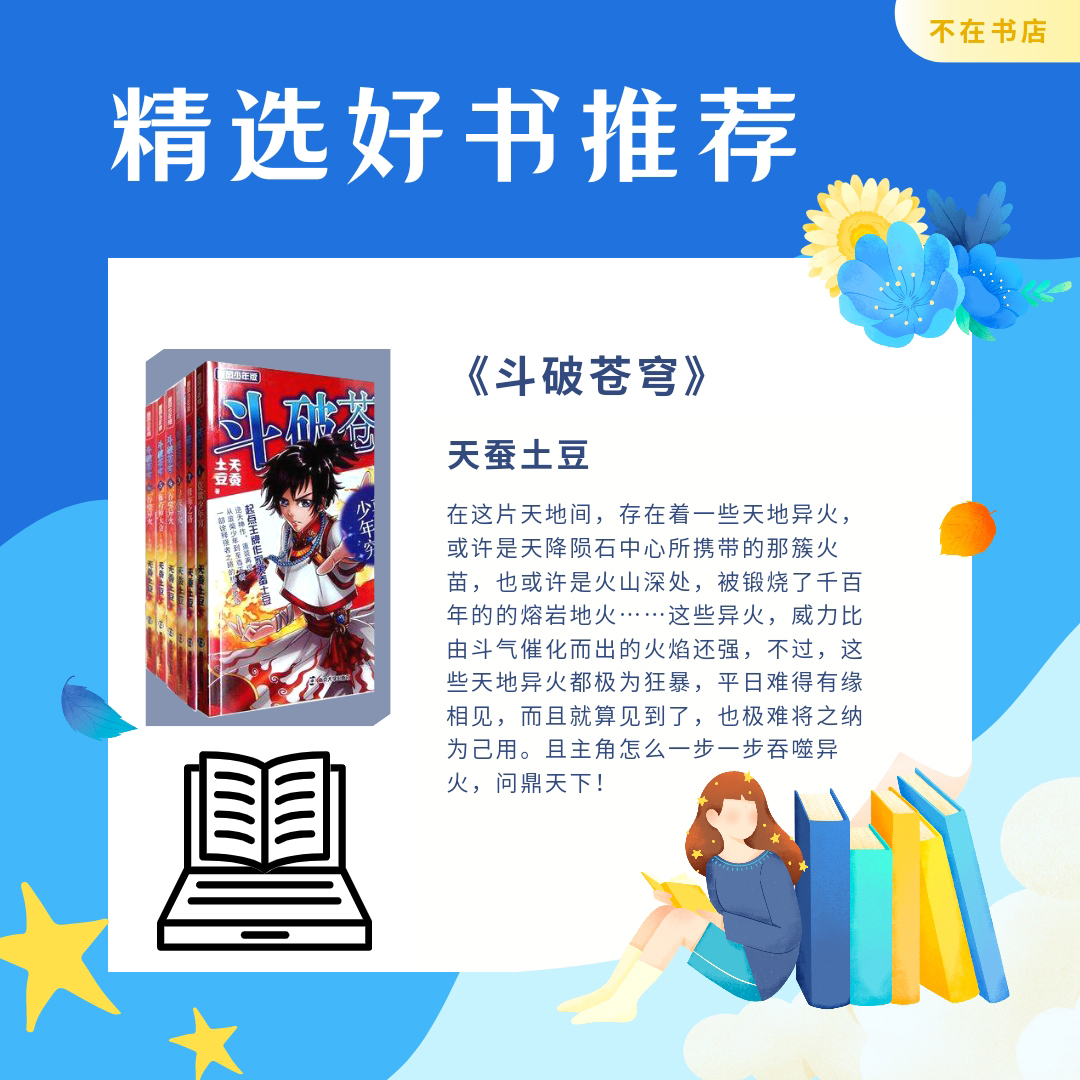 不在书店
精选好书推荐
《斗破苍穹》
天蚕土豆
在这片天地间，存在着一些天地异火，
或许是天降陨石中心所携带的那簇火
苗，也或许是火山深处，被锻烧了千百
年的的熔岩地火……这些异火，威力比
由斗气催化而出的火焰还强，不过，这
些天地异火都极为狂暴，平日难得有缘
相见，而且就算见到了，也极难将之纳
为己用。且主角怎么一步一步吞噬异
火，问鼎天下！
少年版
斗破苍
天蚕
土豆
著